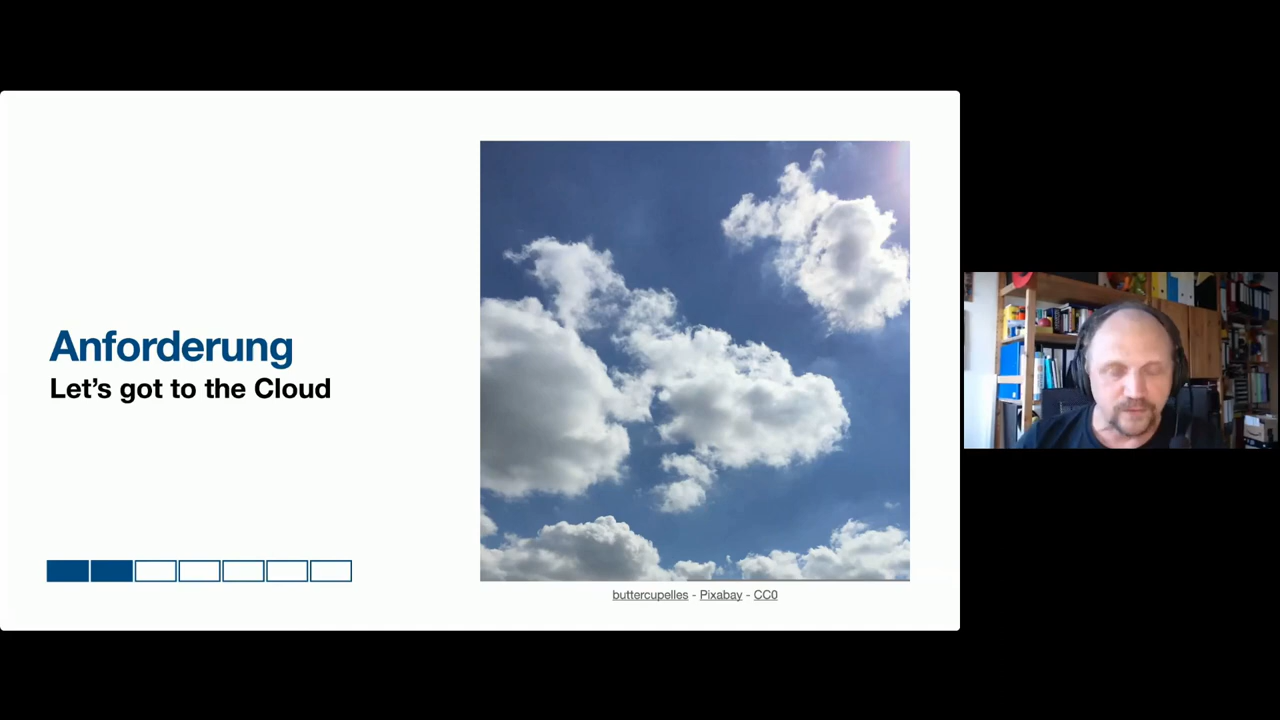 Anforderung
Let's got to the Cloud
buttercupelles - Pixabay - CC0